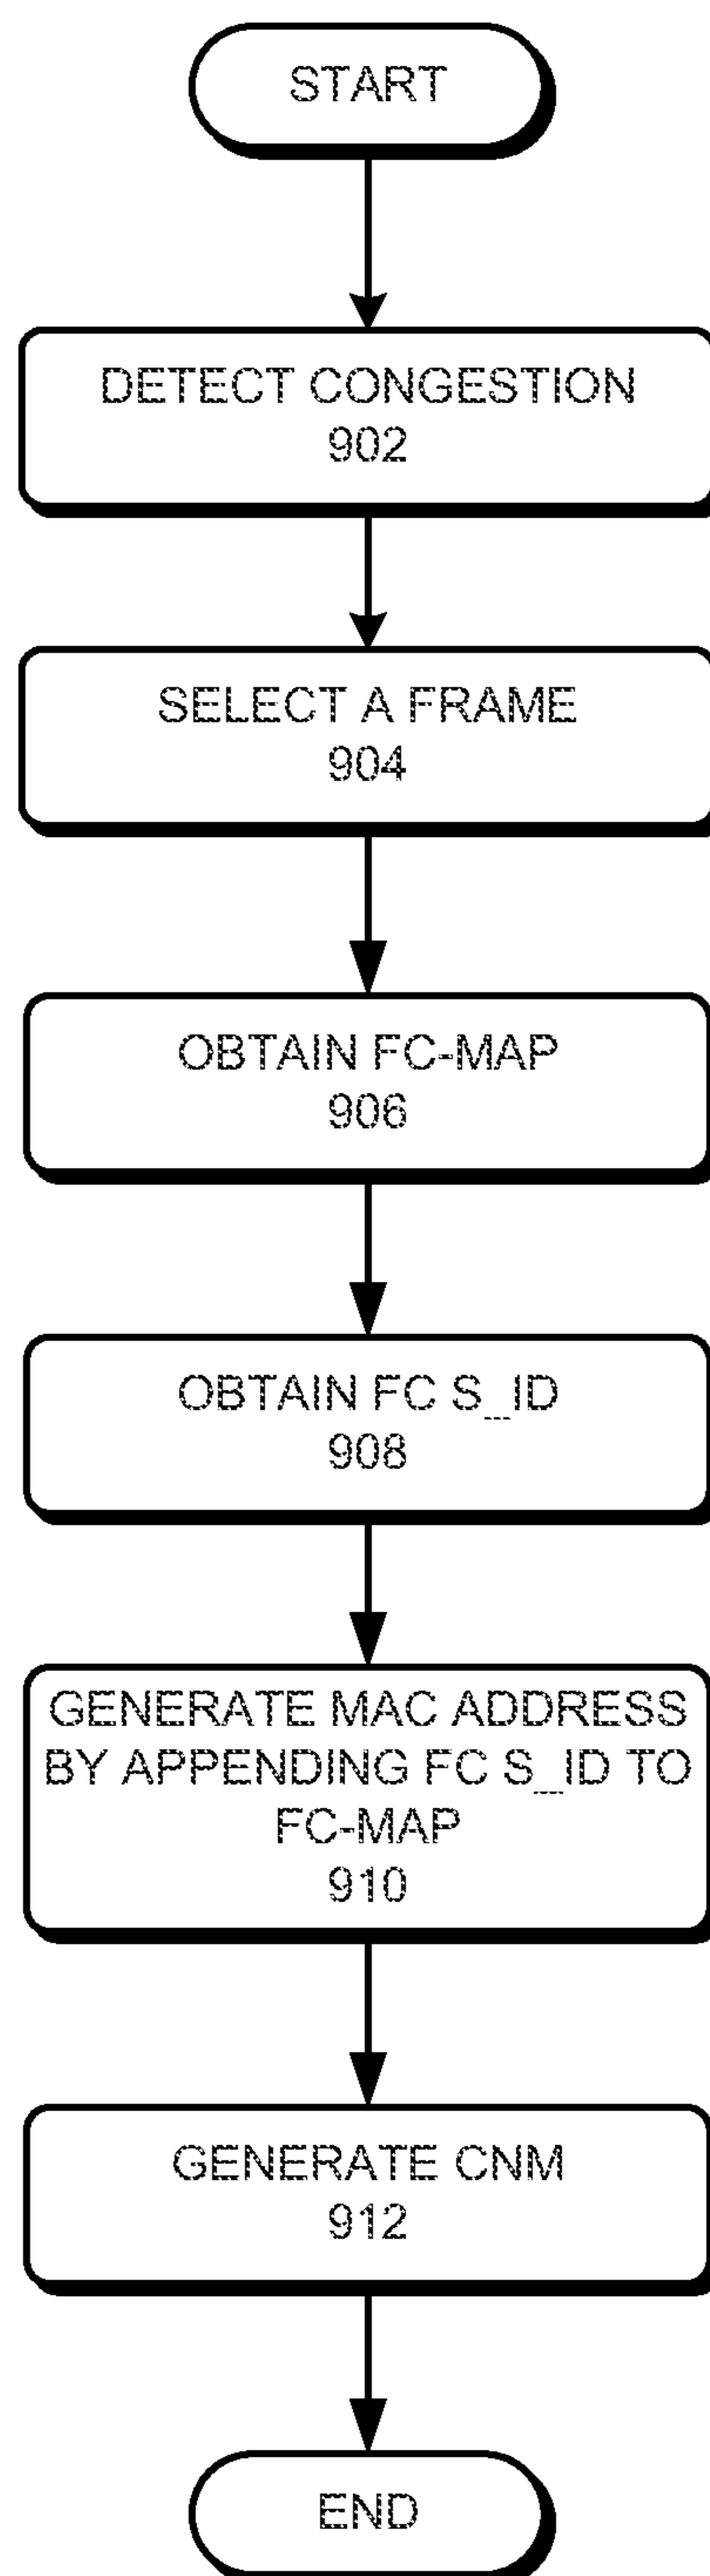 START
DETECT CONGESTION
902
SELECT A FRAME
904
OBTAIN FC-MAP
906
OBTAIN FC S_ID
908
GENERATE MAC ADDRESS
BY APPENDING FC S_ID TO
FC-MAP
910
GENERATE CNM
912
END